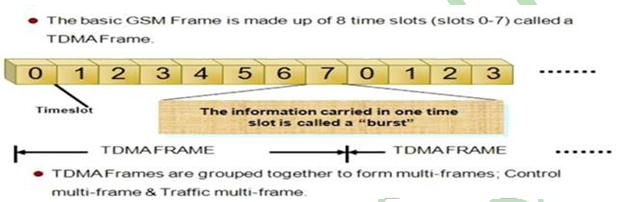 • The basic GSM Frame is made up of 8 time slots (slots 0-7) called a
TDMA Frame.
0 1 2 3 4 5 6 7 0 1 2 3 ........
Timeslot
The information carried in one time
slot is called a "burst"
TDMA FRAME TDMA FRAME ........
• TDMA Frames are grouped together to form multi-frames; Control
multi-frame & Traffic multi-frame.